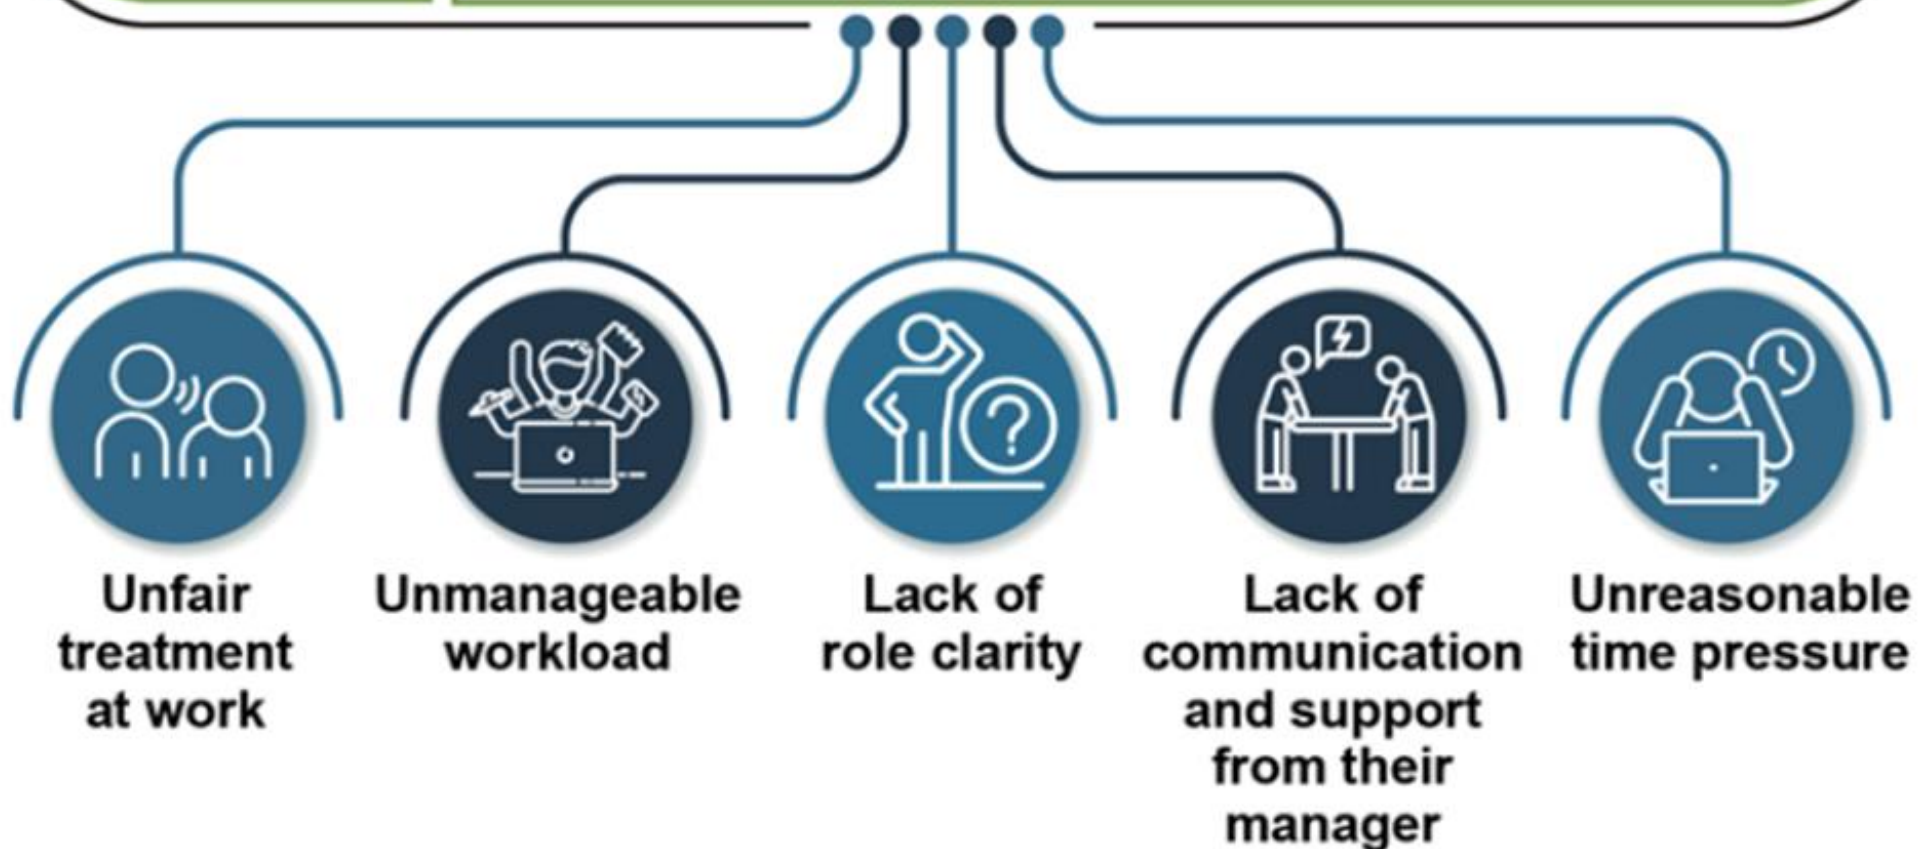 Unfair
treatment
at work
Unmanageable
workload
Lack of
role clarity
Lack of
communication
and support
from their
manager
Unreasonable
time pressure